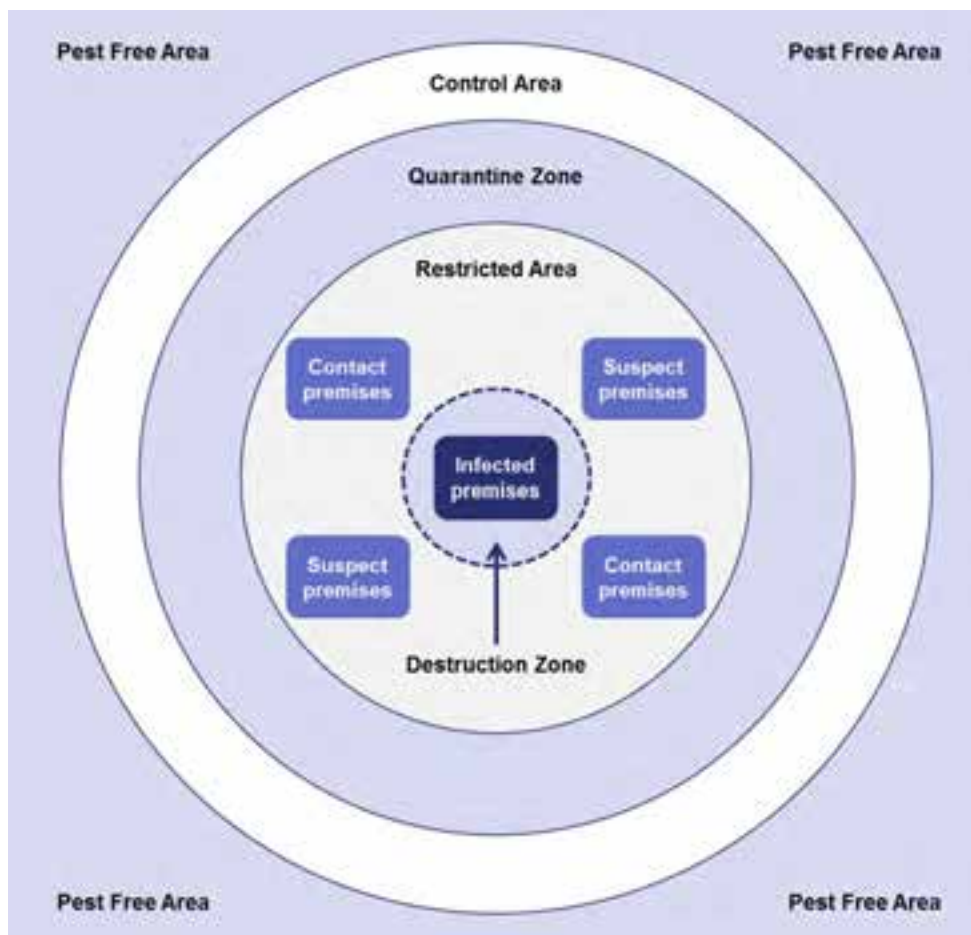 Pest Free Area
Pest Free Area
Control Area
Quarantine Zone
Restricted Area
Contact
premises
Suspect
premises
Infected
premises
Suspect
premises
Contact
premises
Destruction Zone
Pest Free Area
Pest Free Area